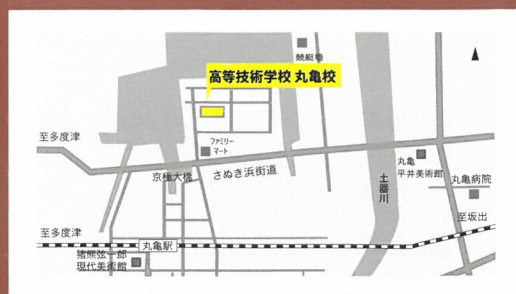 競艇場
高等技術学校 丸亀校
至多度津
ファミリー
マート
京極大橋
さぬき浜街道
土器川
丸亀
平井美術館
丸亀病院
至坂出
至多度津
丸亀駅
猪熊弦一郎
現代美術館